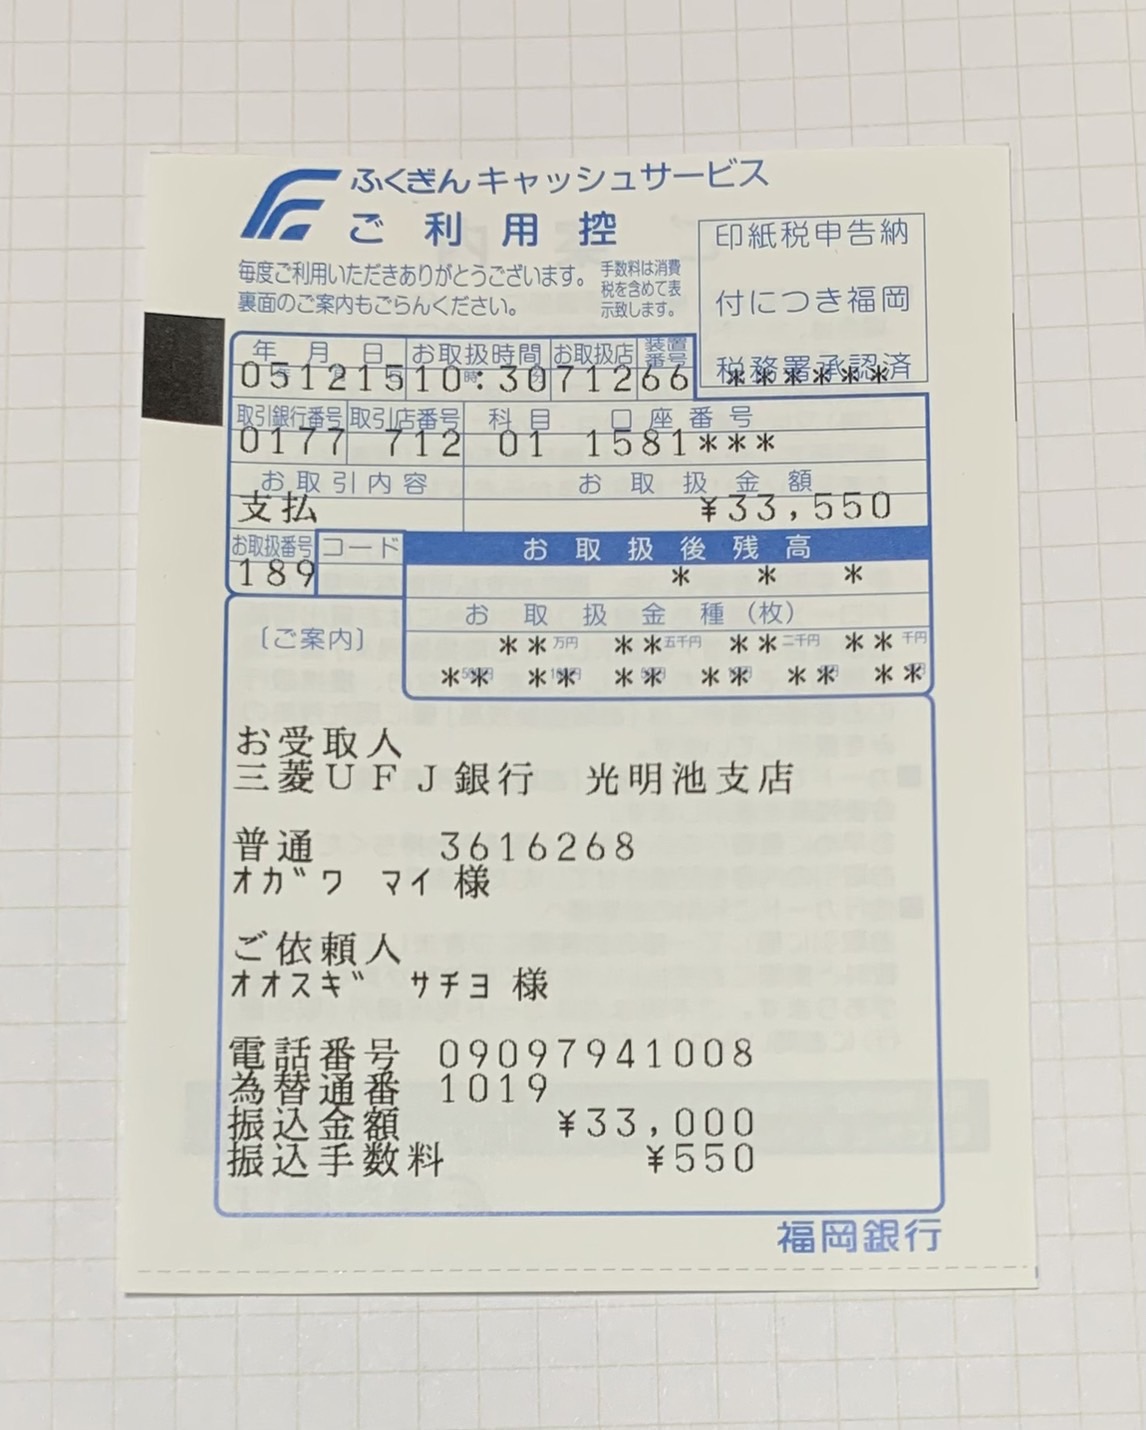 ふくぎんキャッシュサービス
ご利用控
毎度ご利用いただきありがとうございます。
裏面のご案内もごらんください。
手数料は消費
税を含めて表
示致します。
印紙税申告納
付につき福岡
税務署承認済
******
年 月 日 お取扱時間 お取扱店 装置番号
051215 10:30 712 66
取引銀行番号 取引店番号 科目 口座番号
0177 712 01 1581***
お取引内容 お取扱金額
支払 ¥33,550
お取扱番号 コード お取扱後残高
189 * * *
お取扱金種(枚)
**万円 **五千円 **二千円 **千円
** ** ** ** ** **
〔ご案内〕
お受取人
三菱UFJ銀行 光明池支店
普通 3616268
オガワ マイ 様
ご依頼人
オオスギ サチヨ 様
電話番号 09097941008
為替通番 1019
振込金額 ¥33,000
振込手数料 ¥550
福岡銀行